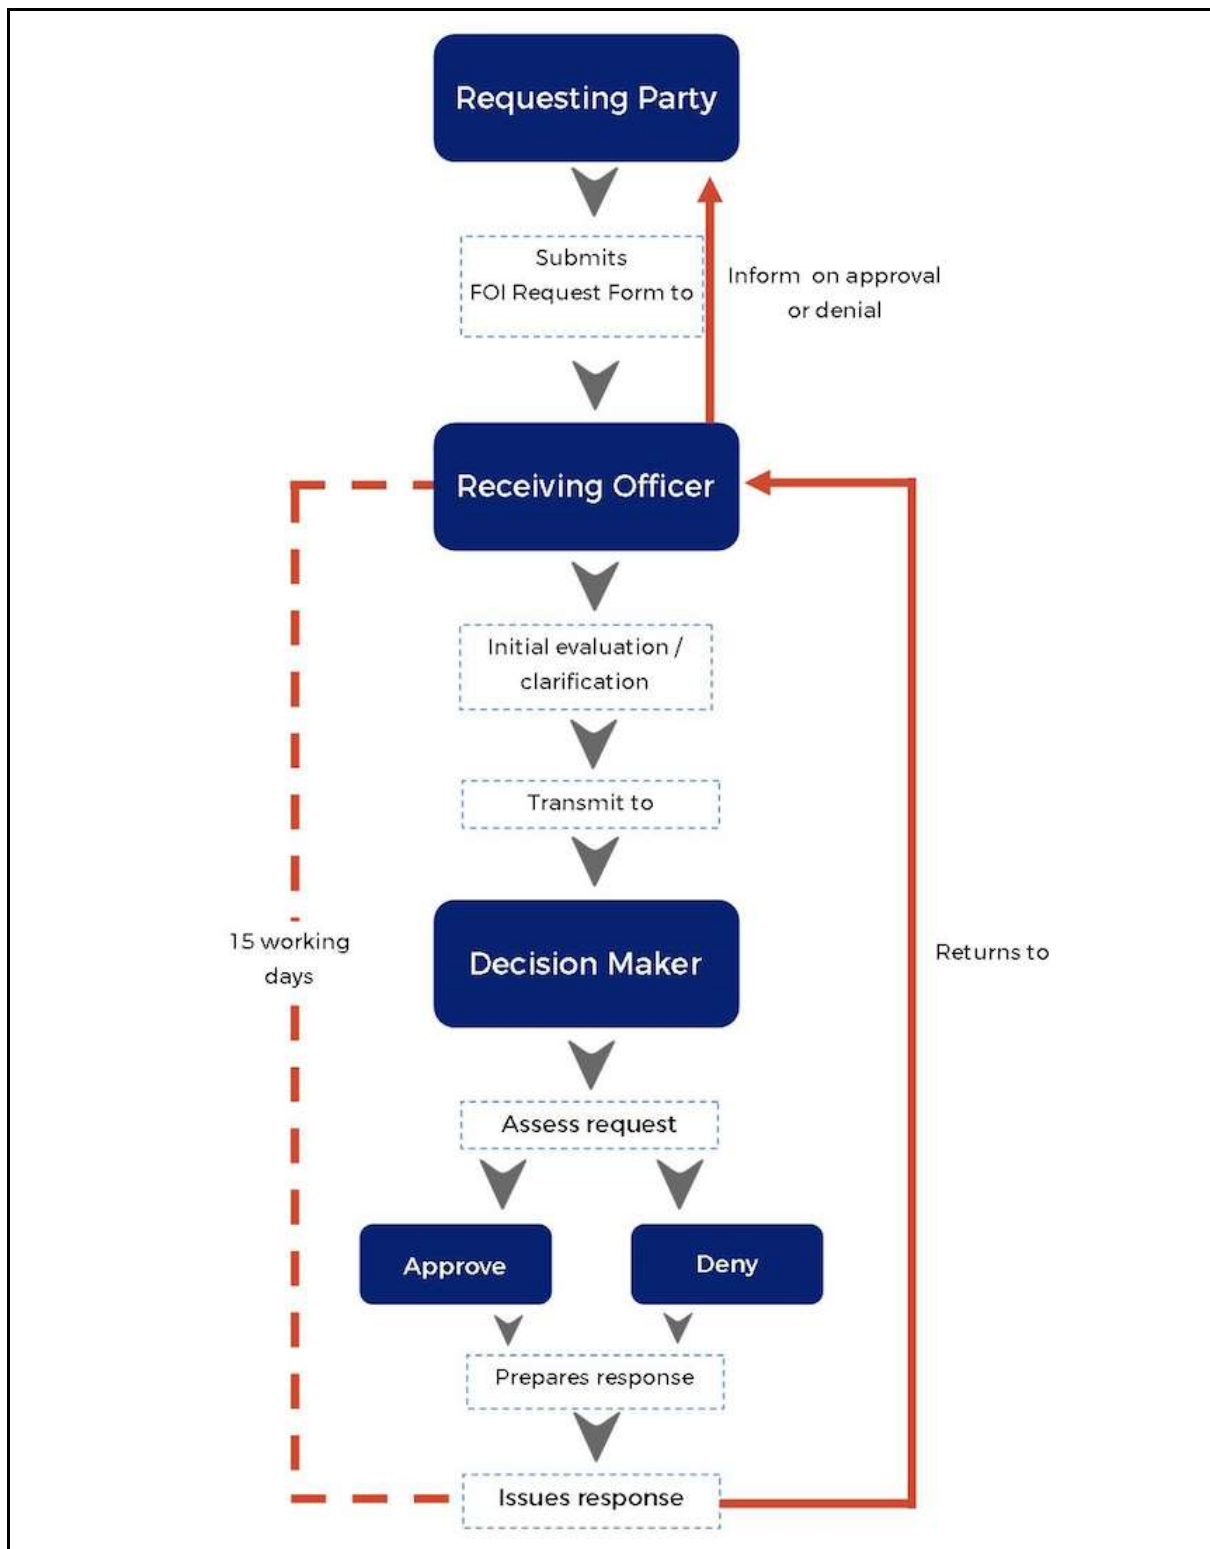 Requesting Party
Submits
FOI Request Form to
Inform on approval
or denial
Receiving Officer
Initial evaluation /
clarification
Transmit to
15 working
days
Decision Maker
Returns to
Assess request
Approve
Deny
Prepares response
Issues response